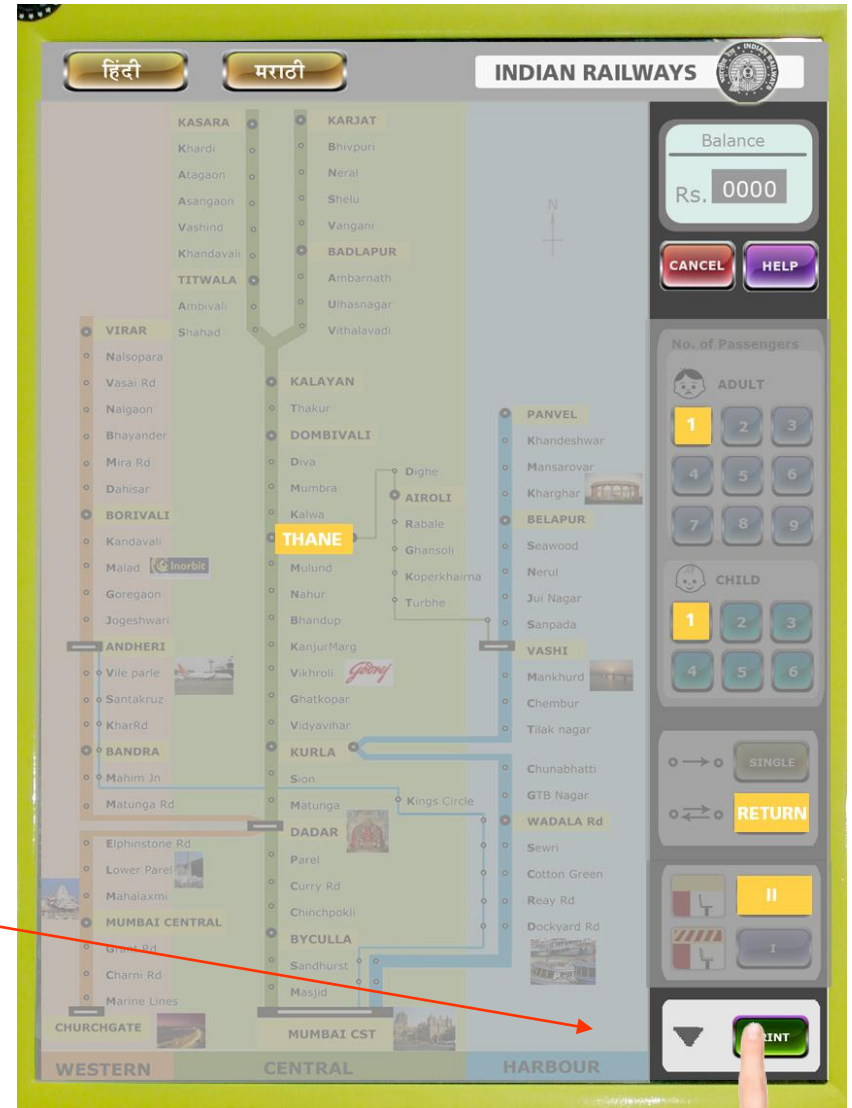 हिंदी
मराठी
INDIAN RAILWAYS
KASARA
Khardi
Atagaon
Asangaon
Vashind
Khandavali
TITWALA
Ambivali
Shahad
KARJAT
Bhivpuri
Neral
Shelu
Vangani
BADLAPUR
Ambarnath
Ulhasnagar
Vithalavadi
N
VIRAR
Nalsopara
Vasai Rd
Nalgaon
Bhayander
Mira Rd
Dahisar
BORIVALI
Kandavali
Malad
Inorbit
Goregaon
Jogeshwari
ANDHERI
Vile parle
Santakruz
KharRd
BANDRA
Mahim Jn
Matunga Rd
Elphinstone Rd
Lower Parel
Mahalaxmi
MUMBAI CENTRAL
Grant Rd
Charni Rd
Marine Lines
CHURCHGATE
WESTERN
KALAYAN
Thakur
DOMBIVALI
Diva
Mumbra
Kalwa
THANE
Mulund
Nahur
Bhandup
KanjurMarg
Vikhroli
Godrej
Ghatkopar
Vidyavihar
KURLA
Sion
Matunga
DADAR
Parel
Curry Rd
Chinchpokli
BYCULLA
Sandhurst
Masjid
MUMBAI CST
CENTRAL
Dighe
AIROLI
Rabale
Ghansoli
Koperkhairna
Turbhe
Kings Circle
PANVEL
Khandeshwar
Mansarovar
Kharghar
BELAPUR
Seawood
Nerul
Jui Nagar
Sanpada
VASHI
Mankhurd
Chembur
Tilak nagar
Chunabhatti
GTB Nagar
WADALA Rd
Sewri
Cotton Green
Reay Rd
Dockyard Rd
HARBOUR
Balance
Rs. 0000
CANCEL
HELP
No. of Passengers
ADULT
1 2 3
4 5 6
7 8 9
CHILD
1 2 3
4 5 6
SINGLE
RETURN
II
I